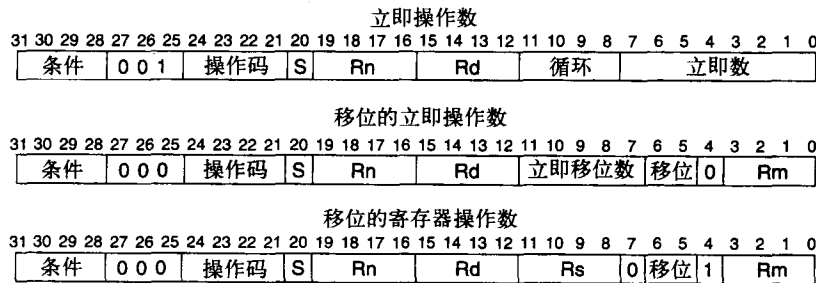 立即操作数
31 30 29 28 27 26 25 24 23 22 21 20 19 18 17 16 15 14 13 12 11 10 9 8 7 6 5 4 3 2 1 0
条件 0 0 1 操作码 S Rn Rd 循环 立即数
移位的立即操作数
31 30 29 28 27 26 25 24 23 22 21 20 19 18 17 16 15 14 13 12 11 10 9 8 7 6 5 4 3 2 1 0
条件 0 0 0 操作码 S Rn Rd 立即移位数 移位 0 Rm
移位的寄存器操作数
31 30 29 28 27 26 25 24 23 22 21 20 19 18 17 16 15 14 13 12 11 10 9 8 7 6 5 4 3 2 1 0
条件 0 0 0 操作码 S Rn Rd Rs 0 移位 1 Rm